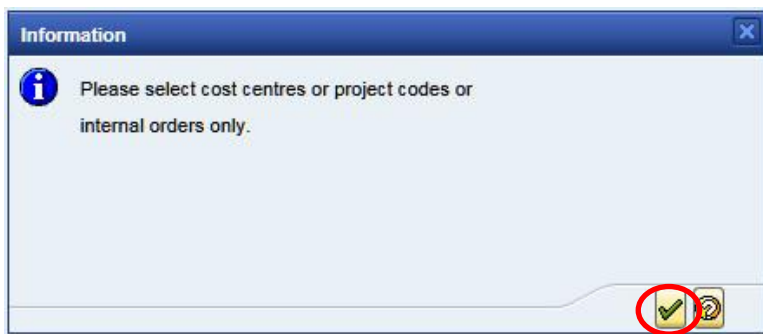 Information
Please select cost centres or project codes or
internal orders only.